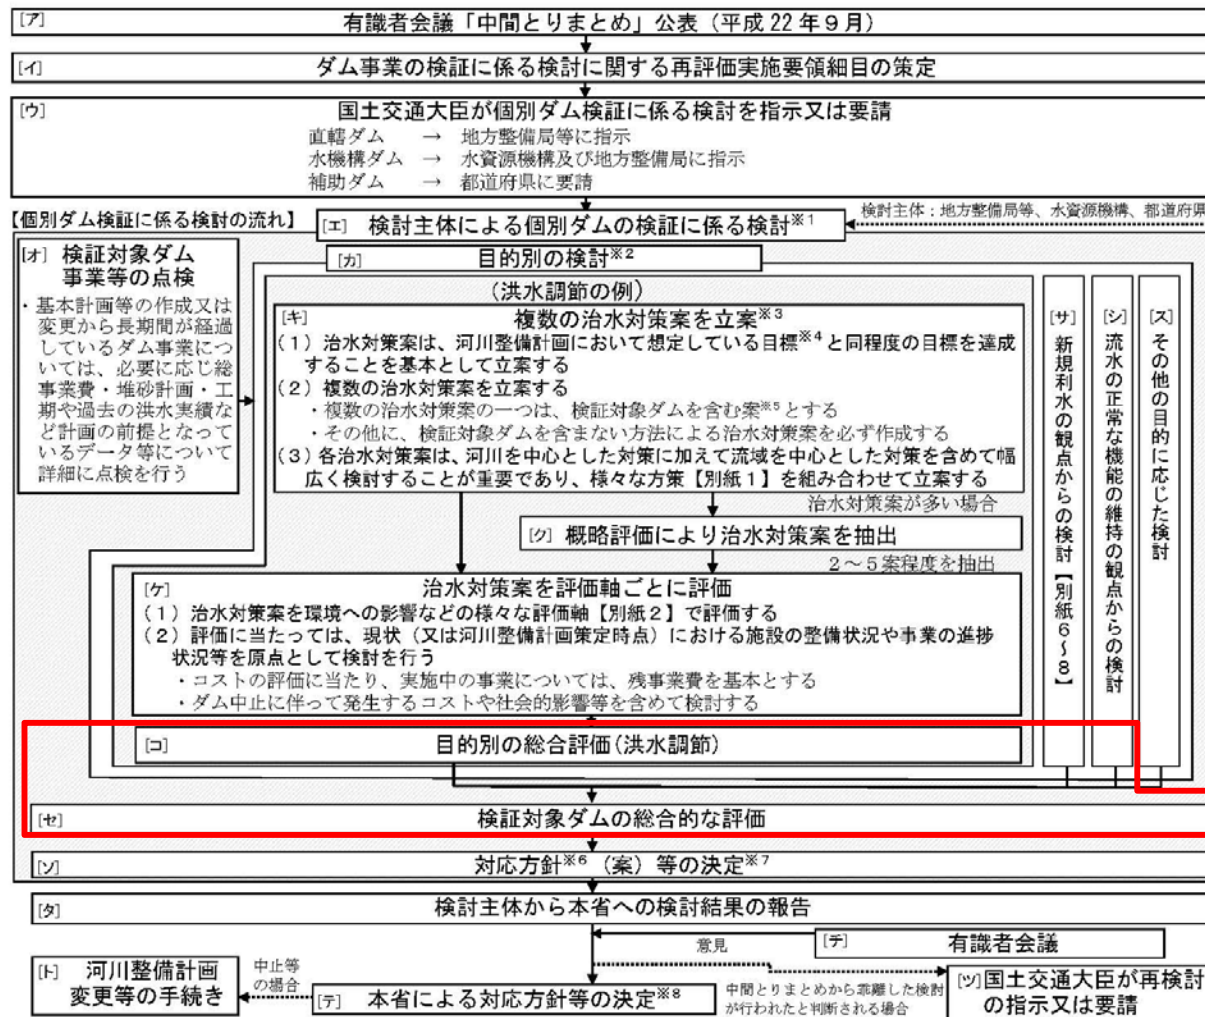 [ア] 有識者会議「中間とりまとめ」公表（平成22年９月）
[イ] ダム事業の検証に係る検討に関する再評価実施要領細目の策定
[ウ] 国土交通大臣が個別ダム検証に係る検討を指示又は要請
直轄ダム → 地方整備局等に指示
水機構ダム → 水資源機構及び地方整備局に指示
補助ダム → 都道府県に要請
【個別ダム検証に係る検討の流れ】
[エ] 検討主体による個別ダムの検証に係る検討※1
検討主体：地方整備局等、水資源機構、都道府県
[オ] 検証対象ダム
事業等の点検
・基本計画等の作成又は
変更から長期間が経過
しているダム事業につ
いては、必要に応じ総
事業費・堆砂計画・工
期や過去の洪水実績な
ど計画の前提となって
いるデータ等について
詳細に点検を行う
[カ] 目的別の検討※2
（洪水調節の例）
[キ] 複数の治水対策案を立案※3
（１）治水対策案は、河川整備計画において想定している目標※4と同程度の目標を達成
することを基本として立案する
（２）複数の治水対策案を立案する
・複数の治水対策案の一つは、検証対象ダムを含む案※5とする
・その他に、検証対象ダムを含まない方法による治水対策案を必ず作成する
（３）各治水対策案は、河川を中心とした対策に加えて流域を中心とした対策を含めて幅
広く検討することが重要であり、様々な方策【別紙１】を組み合わせて立案する
治水対策案が多い場合
[ク] 概略評価により治水対策案を抽出
２～５案程度を抽出
[ケ] 治水対策案を評価軸ごとに評価
（１）治水対策案を環境への影響などの様々な評価軸【別紙２】で評価する
（２）評価に当たっては、現状（又は河川整備計画策定時点）における施設の整備状況や事業の進捗
状況等を原点として検討を行う
・コストの評価に当たり、実施中の事業については、残事業費を基本とする
・ダム中止に伴って発生するコストや社会的影響等を含めて検討する
[コ] 目的別の総合評価（洪水調節）
[サ] 新規利水の観点からの検討【別紙６～８】
[シ] 流水の正常な機能の維持の観点からの検討
[ス] その他の目的に応じた検討
[セ] 検証対象ダムの総合的な評価
[ソ] 対応方針※6（案）等の決定※7
[タ] 検討主体から本省への検討結果の報告
意見
[チ] 有識者会議
[ト] 河川整備計画
変更等の手続き
中止等
の場合
[テ] 本省による対応方針等の決定※8
中間とりまとめから乖離した検討
が行われたと判断される場合
[ツ] 国土交通大臣が再検討
の指示又は要請